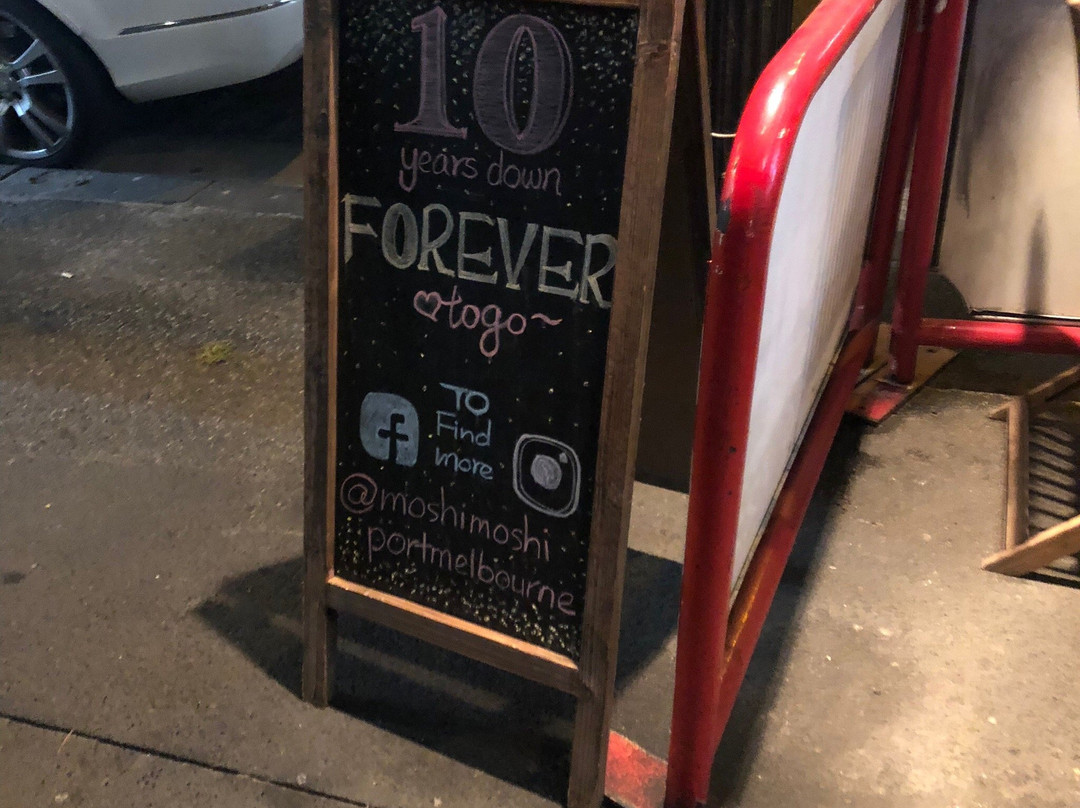 10
years down
FOREVER
♡togo~
TO
Find
more
@moshimoshi
portmelbourne